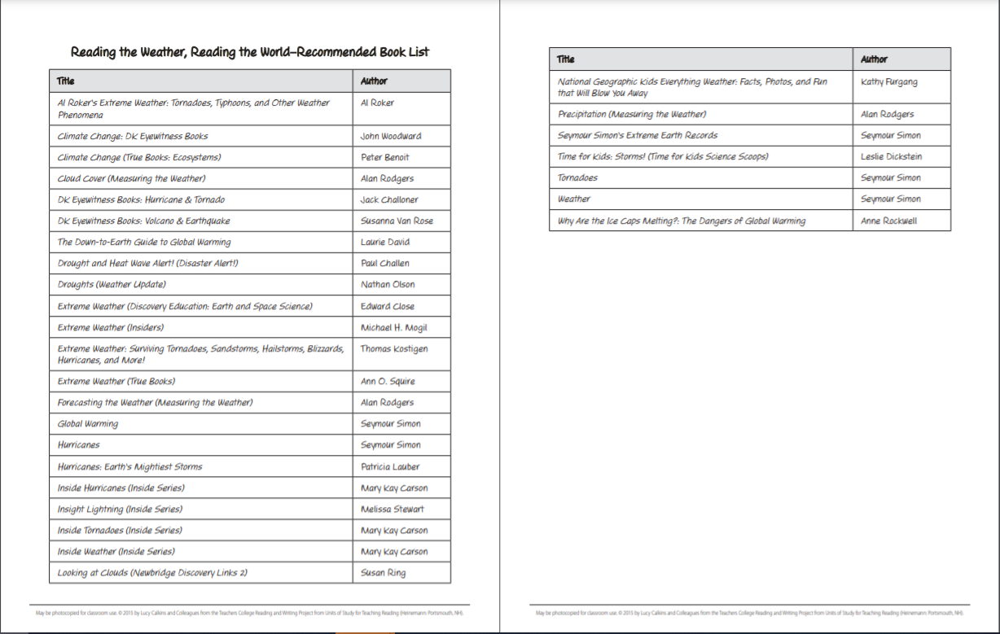 Reading the Weather, Reading the World—Recommended Book List
Title Author
Al Roker's Extreme Weather: Tornadoes, Typhoons, and Other Weather Al Roker
Phenomena
Climate Change: DK Eyewitness Books John Woodward
Climate Change (True Books: Ecosystems) Peter Benoit
Cloud Cover (Measuring the Weather) Alan Rodgers
DK Eyewitness Books: Hurricane & Tornado Jack Challoner
DK Eyewitness Books: Volcano & Earthquake Susanna Van Rose
The Down-to-Earth Guide to Global Warming Laurie David
Drought and Heat Wave Alert! (Disaster Alert!) Paul Challen
Droughts (Weather Update) Nathan Olson
Extreme Weather (Discovery Education: Earth and Space Science) Edward Close
Extreme Weather (Insiders) Michael H. Mogil
Extreme Weather: Surviving Tornadoes, Sandstorms, Hailstorms, Blizzards, Thomas Kostigen
Hurricanes, and More!
Extreme Weather (True Books) Ann O. Squire
Forecasting the Weather (Measuring the Weather) Alan Rodgers
Global Warming Seymour Simon
Hurricanes Seymour Simon
Hurricanes: Earth's Mightiest Storms Patricia Lauber
Inside Hurricanes (Inside Series) Mary Kay Carson
Insight Lightning (Inside Series) Melissa Stewart
Inside Tornadoes (Inside Series) Mary Kay Carson
Inside Weather (Inside Series) Mary Kay Carson
Looking at Clouds (Newbridge Discovery Links 2) Susan Ring
May be photocopied for classroom use. © 2015 by Lucy Calkins and Colleagues from the Teachers College Reading and Writing Project from Units of Study for Teaching Reading (Heinemann: Portsmouth, NH).
Title Author
National Geographic Kids Everything Weather: Facts, Photos, and Fun Kathy Furgang
that Will Blow You Away
Precipitation (Measuring the Weather) Alan Rodgers
Seymour Simon's Extreme Earth Records Seymour Simon
Time for Kids: Storms! (Time for Kids Science Scoops) Leslie Dickstein
Tornadoes Seymour Simon
Weather Seymour Simon
Why Are the Ice Caps Melting?: The Dangers of Global Warming Anne Rockwell
May be photocopied for classroom use. © 2015 by Lucy Calkins and Colleagues from the Teachers College Reading and Writing Project from Units of Study for Teaching Reading (Heinemann: Portsmouth, NH).